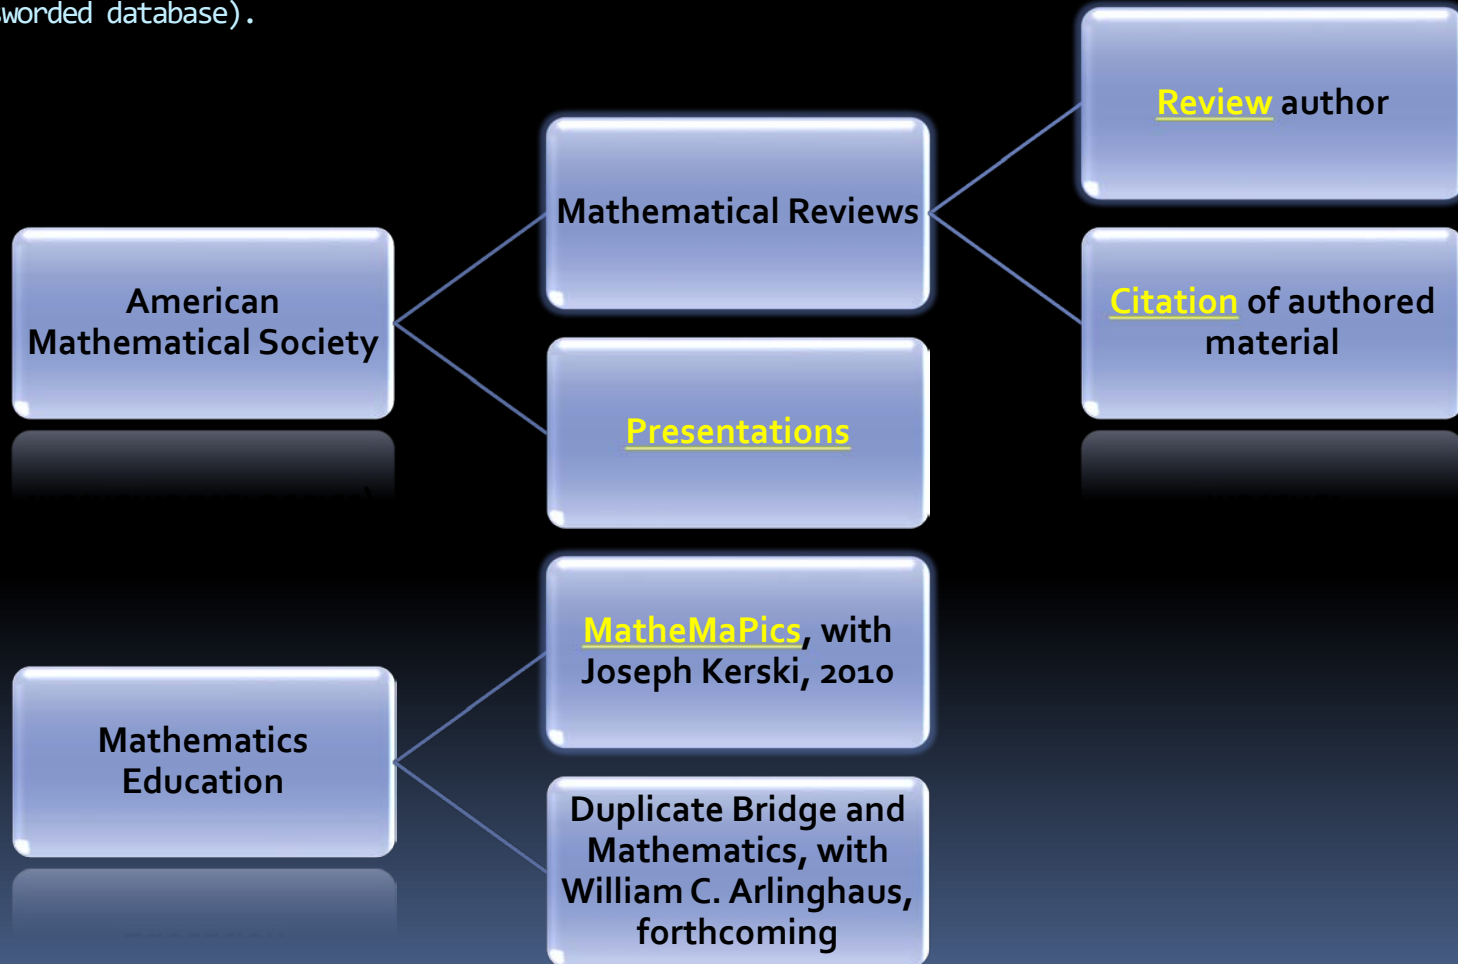 database).
American
Mathematical Society
Mathematical Reviews
Review author
Citation of authored
material
Presentations
Mathematics
Education
MatheMaPics, with
Joseph Kerski, 2010
Duplicate Bridge and
Mathematics, with
William C. Arlinghaus,
forthcoming